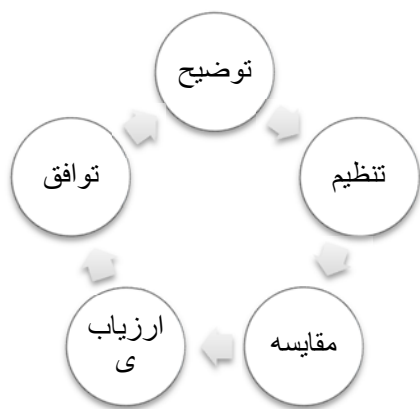 توضیح
تنظیم
مقایسه
ارزیاب
ی
توافق